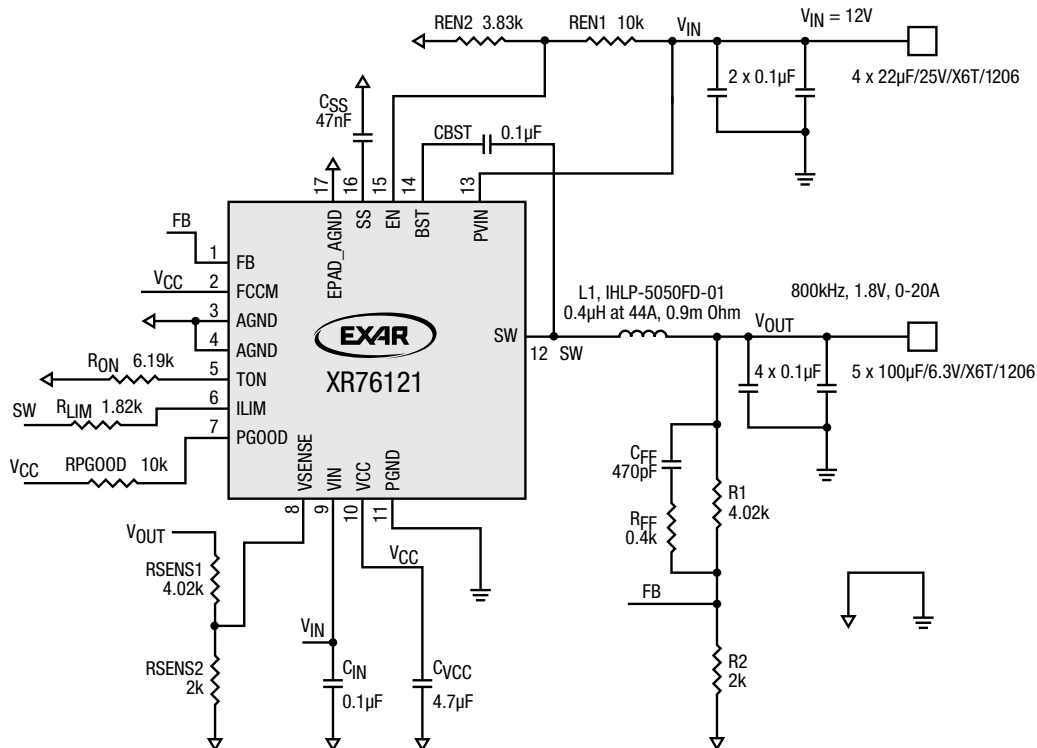 REN2 3.83k
REN1 10k
VIN
VIN = 12V
2 x 0.1µF
4 x 22µF/25V/X6T/1206
CSS
47nF
CBST
0.1µF
17
16
15
14
13
EPAD_AGND
SS
EN
BST
PVIN
FB
1
FB
VCC
2
FCCM
3
AGND
4
AGND
RON 6.19k
5
TON
SW
RLIM 1.82k
6
ILIM
7
PGOOD
VCC
RPGOOD 10k
EXAR
XR76121
SW
12
SW
L1, IHLP-5050FD-01
0.4µH at 44A, 0.9m Ohm
800kHz, 1.8V, 0-20A
VOUT
4 x 0.1µF
5 x 100µF/6.3V/X6T/1206
VSENSE
VIN
VCC
PGND
8
9
10
11
VOUT
RSENS1
4.02k
RSENS2
2k
VIN
CIN
0.1µF
VCC
CVCC
4.7µF
CFF
470pF
RFF
0.4k
R1
4.02k
FB
R2
2k